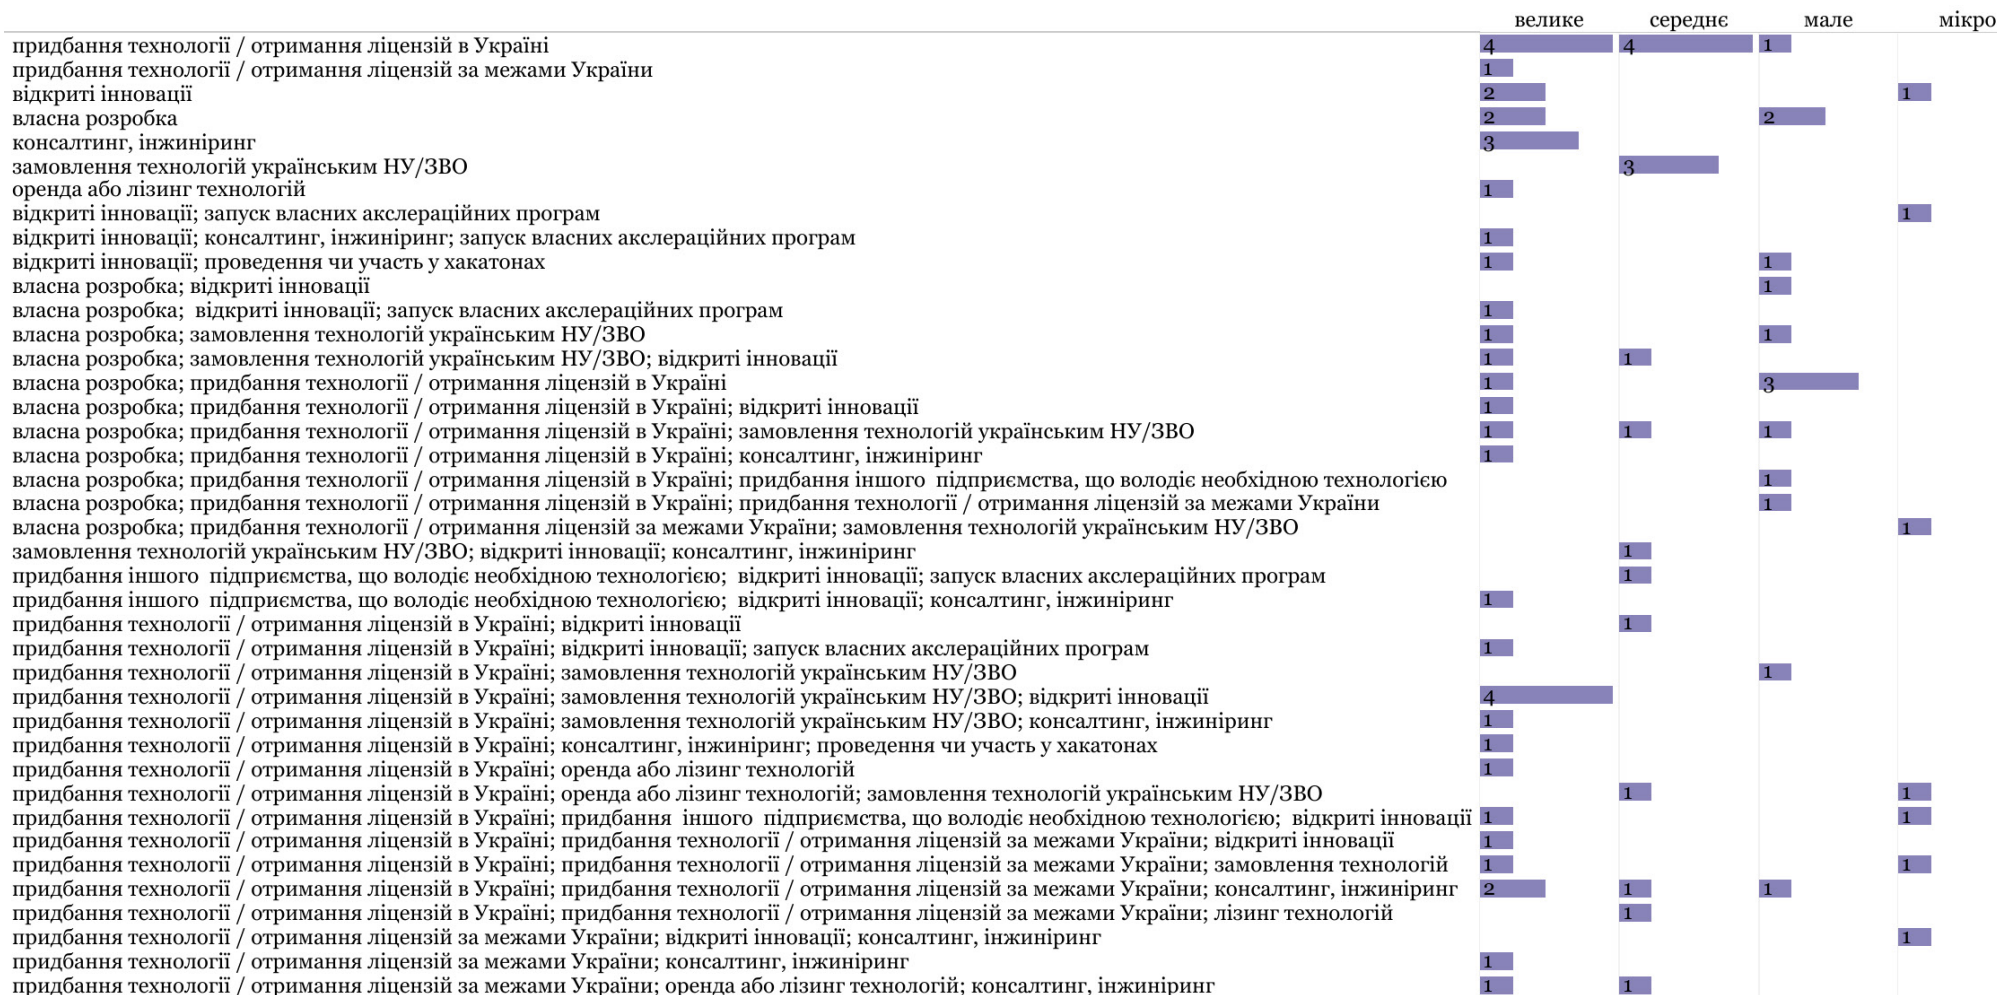 велике середнє мале мікро
придбання технології / отримання ліцензій в Україні 4 4 1
придбання технології / отримання ліцензій за межами України 1
відкриті інновації 2 1
власна розробка 2 2
консалтинг, інжиніринг 3
замовлення технологій українським НУ/ЗВО 3
оренда або лізинг технологій 1
відкриті інновації; запуск власних акслераційних програм 1
відкриті інновації; консалтинг, інжиніринг; запуск власних акслераційних програм 1
відкриті інновації; проведення чи участь у хакатонах 1 1
власна розробка; відкриті інновації 1
власна розробка;  відкриті інновації; запуск власних акслераційних програм 1
власна розробка; замовлення технологій українським НУ/ЗВО 1 1
власна розробка; замовлення технологій українським НУ/ЗВО; відкриті інновації 1 1
власна розробка; придбання технології / отримання ліцензій в Україні 1 3
власна розробка; придбання технології / отримання ліцензій в Україні; відкриті інновації 1
власна розробка; придбання технології / отримання ліцензій в Україні; замовлення технологій українським НУ/ЗВО 1 1 1
власна розробка; придбання технології / отримання ліцензій в Україні; консалтинг, інжиніринг 1
власна розробка; придбання технології / отримання ліцензій в Україні; придбання іншого  підприємства, що володіє необхідною технологією 1
власна розробка; придбання технології / отримання ліцензій в Україні; придбання технології / отримання ліцензій за межами України 1
власна розробка; придбання технології / отримання ліцензій за межами України; замовлення технологій українським НУ/ЗВО 1
замовлення технологій українським НУ/ЗВО; відкриті інновації; консалтинг, інжиніринг 1
придбання іншого  підприємства, що володіє необхідною технологією;  відкриті інновації; запуск власних акслераційних програм 1
придбання іншого  підприємства, що володіє необхідною технологією;  відкриті інновації; консалтинг, інжиніринг 1
придбання технології / отримання ліцензій в Україні; відкриті інновації 1
придбання технології / отримання ліцензій в Україні; відкриті інновації; запуск власних акслераційних програм 1
придбання технології / отримання ліцензій в Україні; замовлення технологій українським НУ/ЗВО 1
придбання технології / отримання ліцензій в Україні; замовлення технологій українським НУ/ЗВО; відкриті інновації 4
придбання технології / отримання ліцензій в Україні; замовлення технологій українським НУ/ЗВО; консалтинг, інжиніринг 1
придбання технології / отримання ліцензій в Україні; консалтинг, інжиніринг; проведення чи участь у хакатонах 1
придбання технології / отримання ліцензій в Україні; оренда або лізинг технологій 1
придбання технології / отримання ліцензій в Україні; оренда або лізинг технологій; замовлення технологій українським НУ/ЗВО 1 1
придбання технології / отримання ліцензій в Україні; придбання  іншого  підприємства, що володіє необхідною технологією;  відкриті інновації 1 1
придбання технології / отримання ліцензій в Україні; придбання технології / отримання ліцензій за межами України; відкриті інновації 1
придбання технології / отримання ліцензій в Україні; придбання технології / отримання ліцензій за межами України; замовлення технологій 1 1
придбання технології / отримання ліцензій в Україні; придбання технології / отримання ліцензій за межами України; консалтинг, інжиніринг 2 1 1
придбання технології / отримання ліцензій в Україні; придбання технології / отримання ліцензій за межами України; лізинг технологій 1
придбання технології / отримання ліцензій за межами України; відкриті інновації; консалтинг, інжиніринг 1
придбання технології / отримання ліцензій за межами України; консалтинг, інжиніринг 1
придбання технології / отримання ліцензій за межами України; оренда або лізинг технологій; консалтинг, інжиніринг 1 1